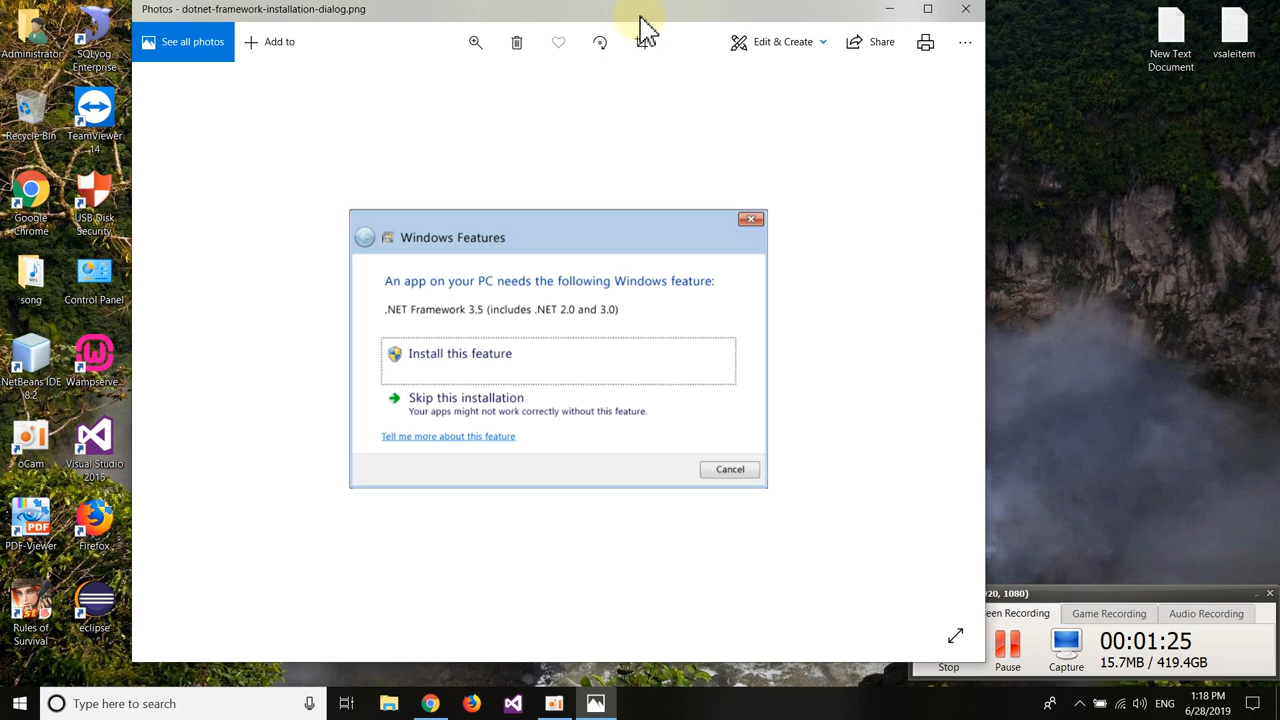 Photos - dotnet-framework-installation-dialog.png
See all photos
Add to
Edit & Create
Share
Administrator
SQLyog
Enterprise
Recycle Bin
TeamViewer
14
Google
Chrome
USB Disk
Security
song
Control Panel
NetBeans IDE
8.2
Wampserve...
oCam
Visual Studio
2015
PDF-Viewer
Firefox
Rules of
Survival
eclipse
New Text
Document
vsaleitem
Windows Features
An app on your PC needs the following Windows feature:
.NET Framework 3.5 (includes .NET 2.0 and 3.0)
Install this feature
Skip this installation
Your apps might not work correctly without this feature.
Tell me more about this feature
Cancel
20, 1080)
een Recording
Game Recording
Audio Recording
Stop
Pause
Capture
00:01:25
15.7MB / 419.4GB
Type here to search
ENG
1:18 PM
6/28/2019